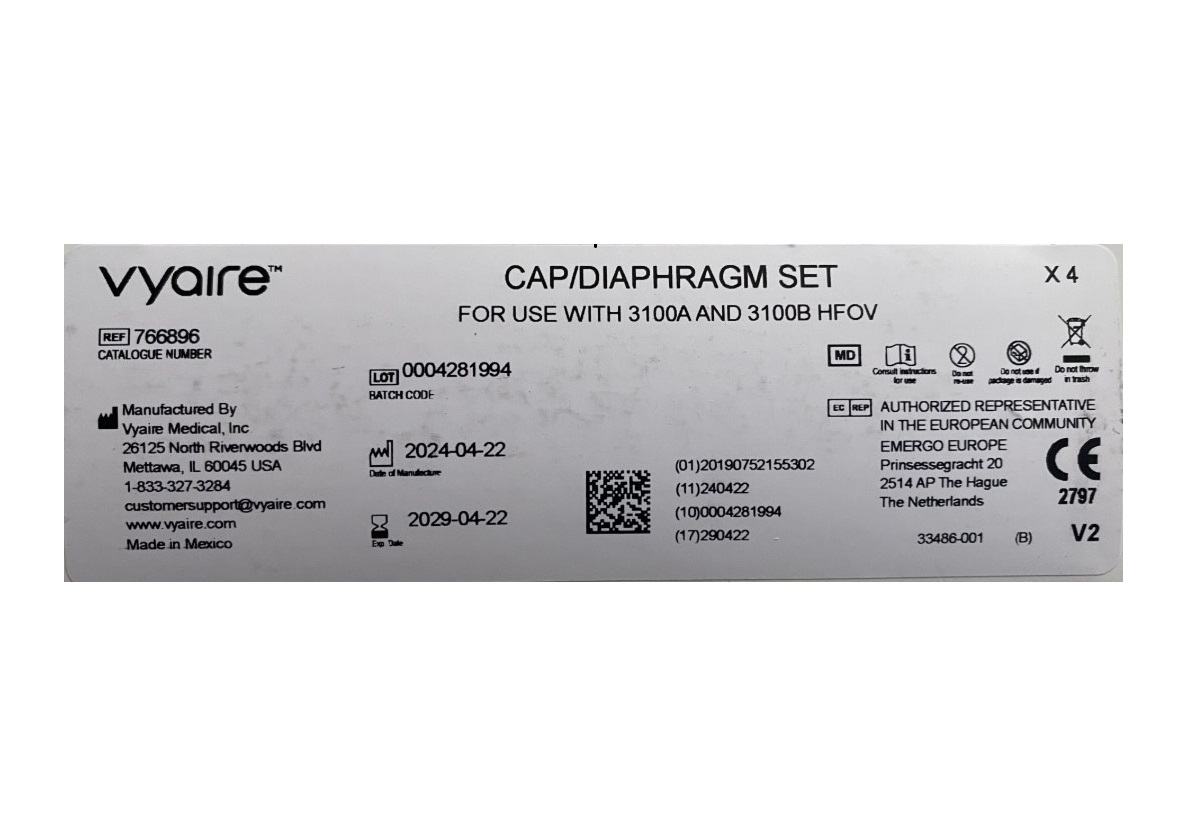 vyaire™
CAP/DIAPHRAGM SET
X 4
FOR USE WITH 3100A AND 3100B HFOV
REF 766896
CATALOGUE NUMBER
LOT 0004281994
BATCH CODE
Manufactured By
Vyaire Medical, Inc
26125 North Riverwoods Blvd
Mettawa, IL 60045 USA
1-833-327-3284
customersupport@vyaire.com
www.vyaire.com
Made in Mexico
2024-04-22
Date of Manufacture
2029-04-22
Exp. Date
(01)20190752155302
(11)240422
(10)0004281994
(17)290422
MD
Consult instructions
for use
Do not
re-use
Do not use if
package is damaged
Do not throw
in trash
EC REP
AUTHORIZED REPRESENTATIVE
IN THE EUROPEAN COMMUNITY
EMERGO EUROPE
Prinsessegracht 20
2514 AP The Hague
The Netherlands
CE
2797
33486-001 (B) V2